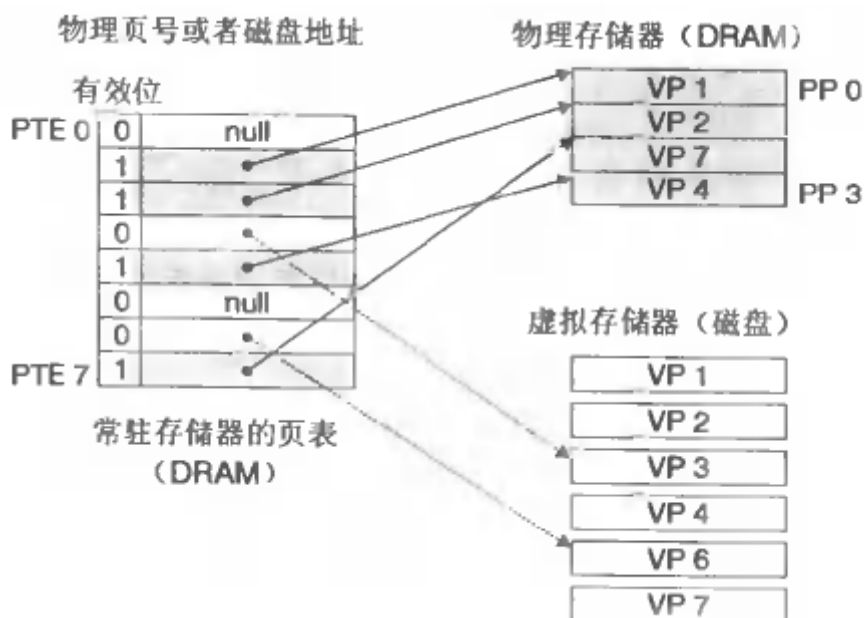 物理页号或者磁盘地址
有效位
PTE 0 0 null
1
1
0
1
0 null
0
PTE 7 1
常驻存储器的页表
（DRAM）
物理存储器（DRAM）
VP 1 PP 0
VP 2
VP 7
VP 4 PP 3
虚拟存储器（磁盘）
VP 1
VP 2
VP 3
VP 4
VP 6
VP 7